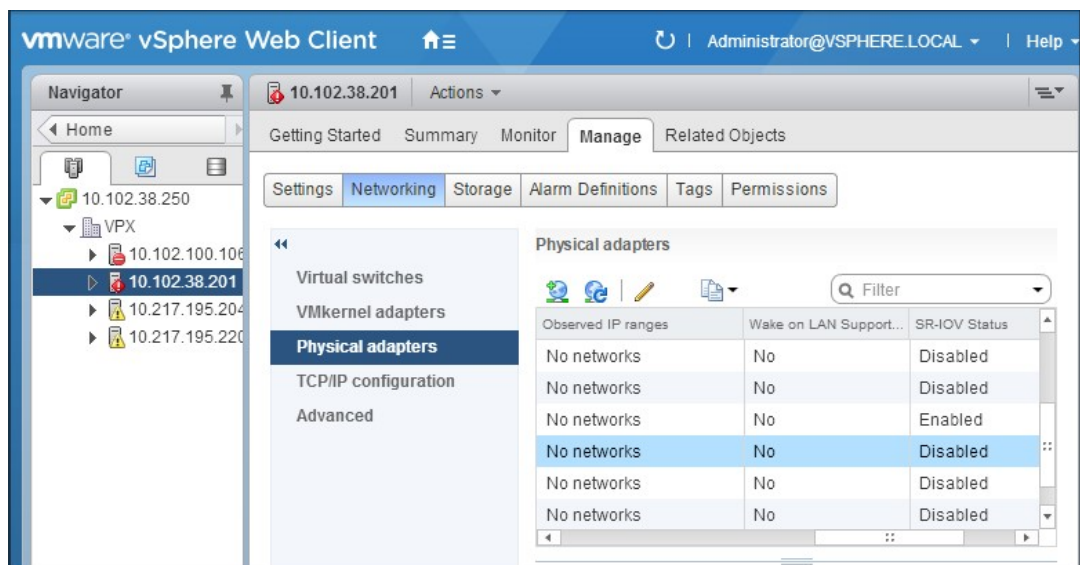 vmware® vSphere Web Client
Administrator@VSPHERE.LOCAL
Help
Navigator
10.102.38.201
Actions
Home
Getting Started Summary Monitor Manage Related Objects
Settings Networking Storage Alarm Definitions Tags Permissions
10.102.38.250
VPX
10.102.100.106
10.102.38.201
10.217.195.204
10.217.195.220
Virtual switches
VMkernel adapters
Physical adapters
TCP/IP configuration
Advanced
Physical adapters
Filter
Observed IP ranges Wake on LAN Support... SR-IOV Status
No networks No Disabled
No networks No Disabled
No networks No Enabled
No networks No Disabled
No networks No Disabled
No networks No Disabled